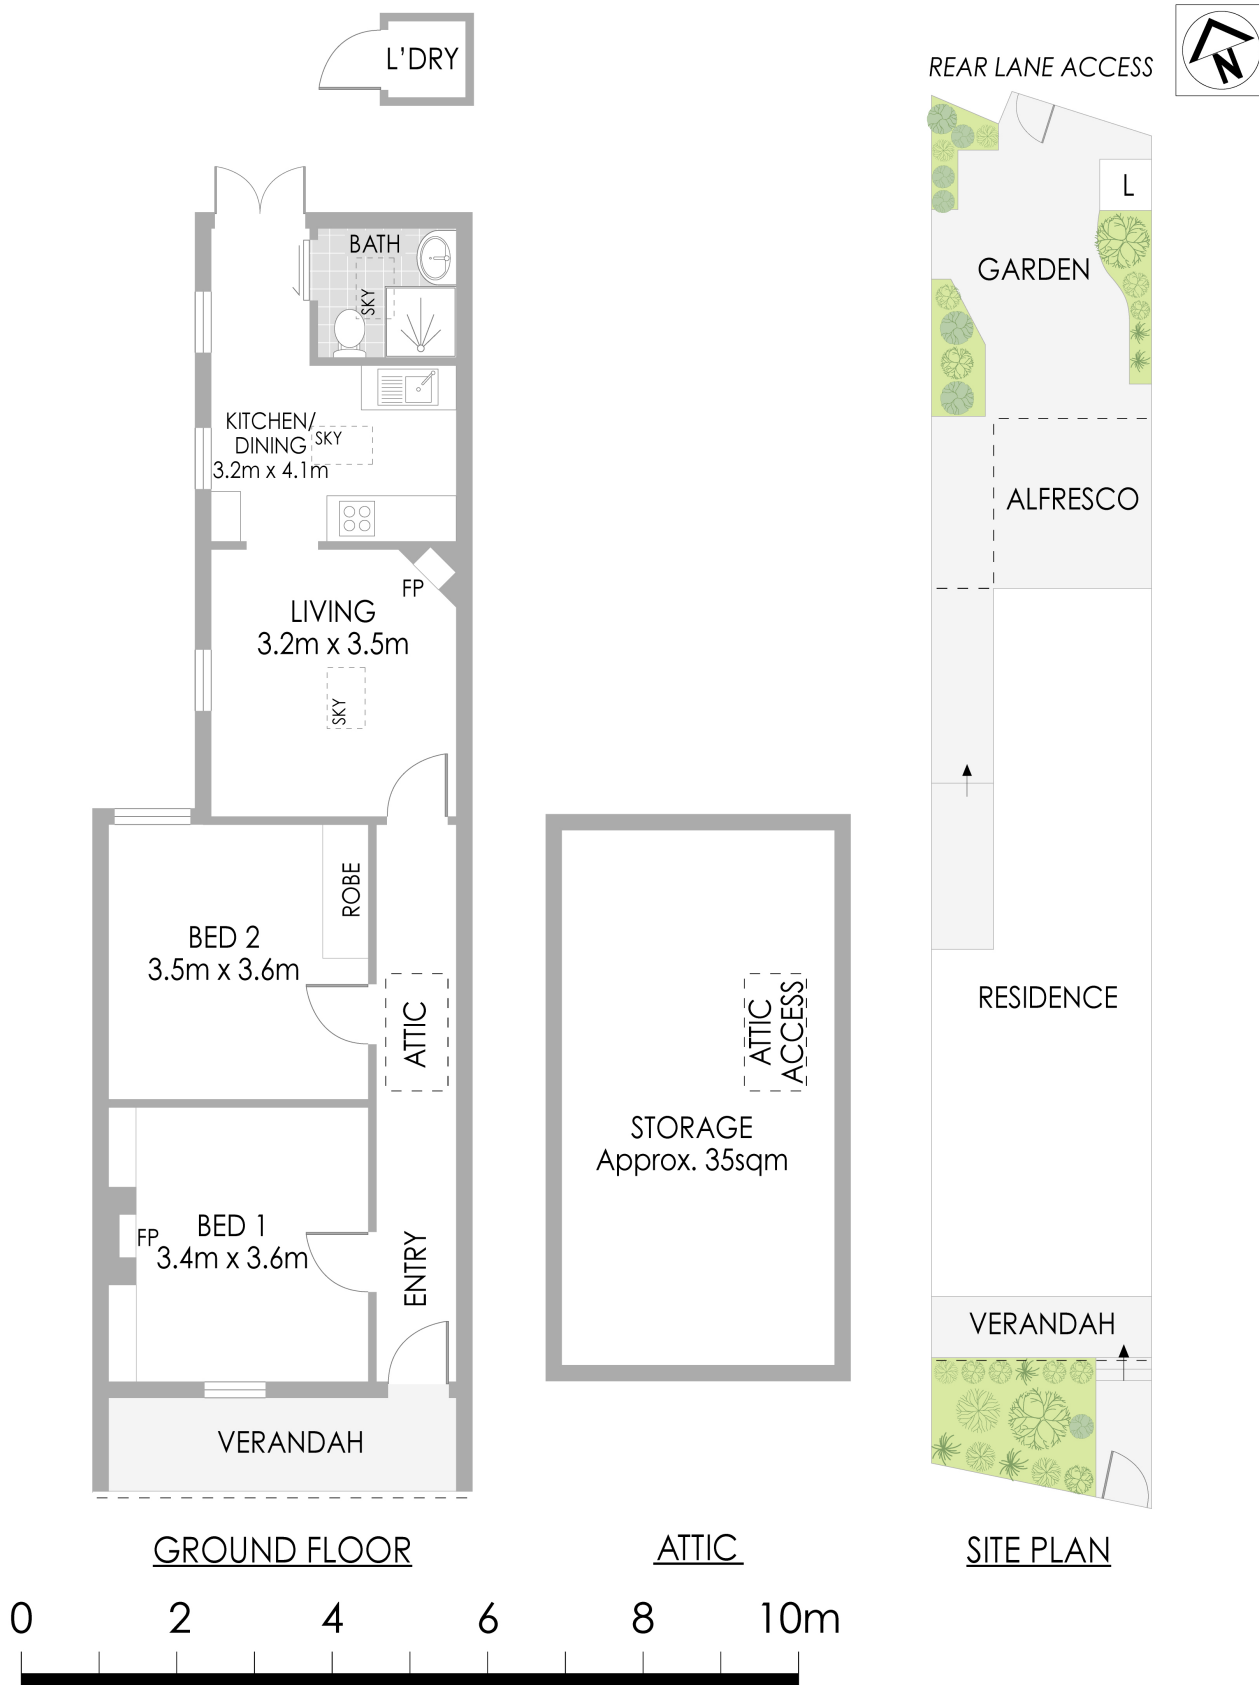 L'DRY
BATH
SKY
KITCHEN/
DINING
SKY
3.2m x 4.1m
FP
LIVING
3.2m x 3.5m
SKY
ROBE
BED 2
3.5m x 3.6m
ATTIC
BED 1
FP
3.4m x 3.6m
ENTRY
VERANDAH
GROUND FLOOR
ATTIC
ACCESS
STORAGE
Approx. 35sqm
ATTIC
N
REAR LANE ACCESS
L
GARDEN
ALFRESCO
RESIDENCE
VERANDAH
SITE PLAN
0 2 4 6 8 10m